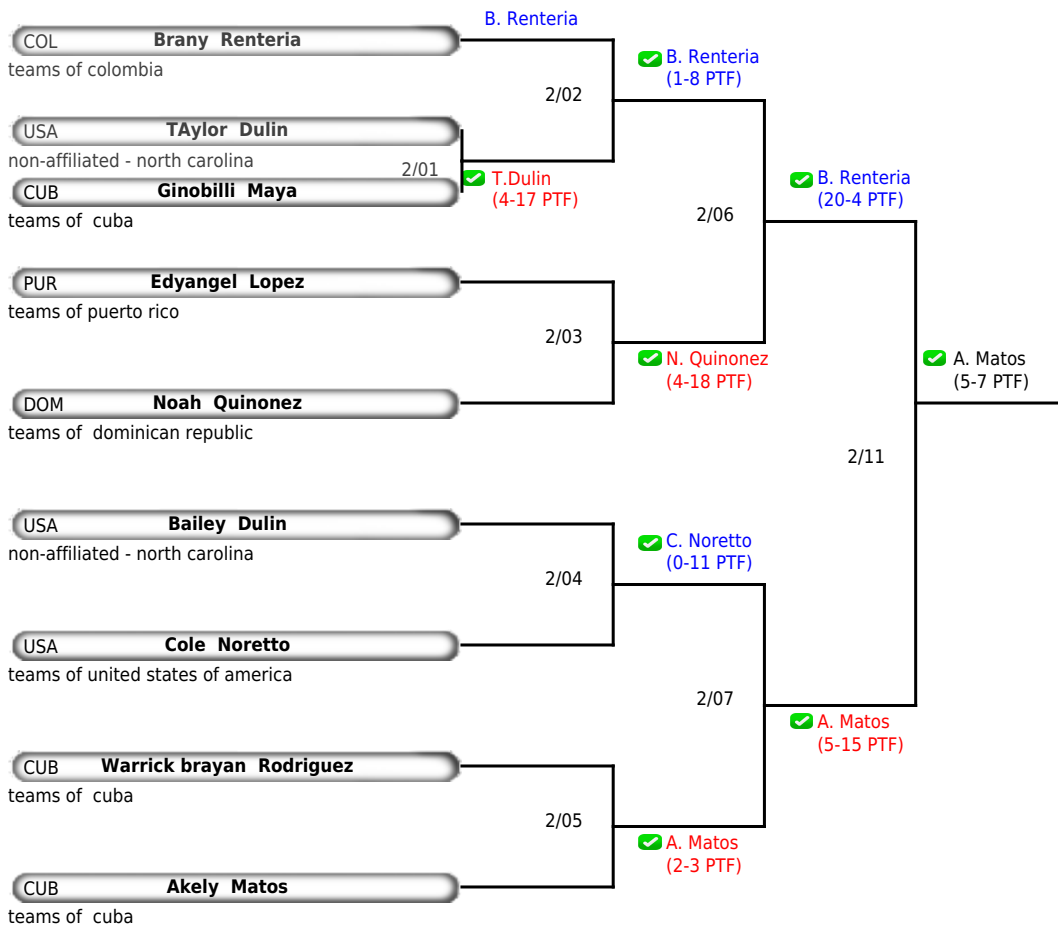 B. Renteria
COL Brany Renteria
teams of colombia
B. Renteria
(1-8 PTF)
2/02
USA TAylor Dulin
non-affiliated - north carolina
2/01
T.Dulin
(4-17 PTF)
CUB Ginobilli Maya
teams of cuba
B. Renteria
(20-4 PTF)
2/06
PUR Edyangel Lopez
teams of puerto rico
2/03
N. Quinonez
(4-18 PTF)
A. Matos
(5-7 PTF)
DOM Noah Quinonez
teams of dominican republic
2/11
USA Bailey Dulin
non-affiliated - north carolina
C. Noretto
(0-11 PTF)
2/04
USA Cole Noretto
teams of united states of america
2/07
A. Matos
(5-15 PTF)
CUB Warrick brayan Rodriguez
teams of cuba
2/05
A. Matos
(2-3 PTF)
CUB Akely Matos
teams of cuba